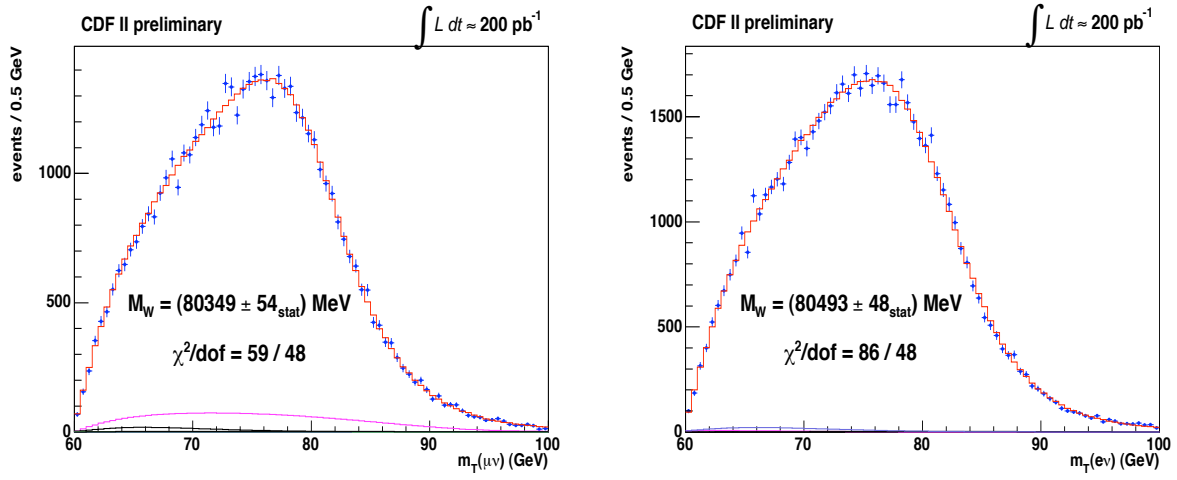 CDF II preliminary
∫ L dt ≈ 200 pb⁻¹
events / 0.5 GeV
1000
500
0
M_W = (80349 ± 54_stat) MeV
χ²/dof = 59 / 48
60 70 80 90 100
m_T(μν) (GeV)
CDF II preliminary
∫ L dt ≈ 200 pb⁻¹
events / 0.5 GeV
1500
1000
500
0
M_W = (80493 ± 48_stat) MeV
χ²/dof = 86 / 48
60 70 80 90 100
m_T(eν) (GeV)